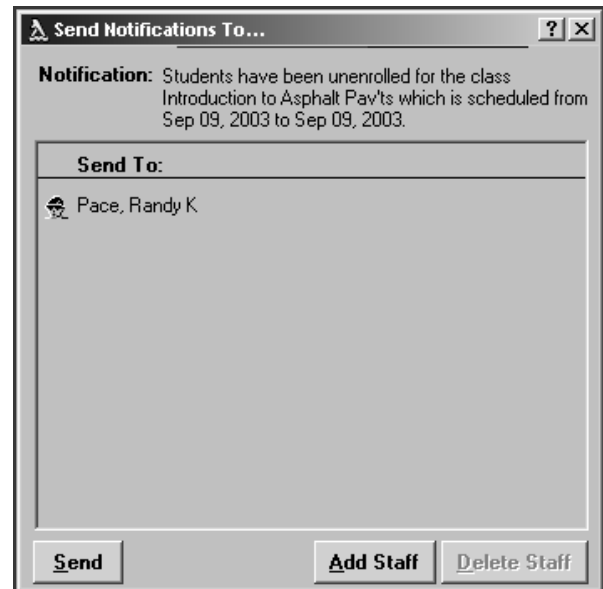 Send Notifications To...
Notification: Students have been unenrolled for the class
Introduction to Asphalt Pav'ts which is scheduled from
Sep 09, 2003 to Sep 09, 2003.
Send To:
Pace, Randy K
Send Add Staff Delete Staff